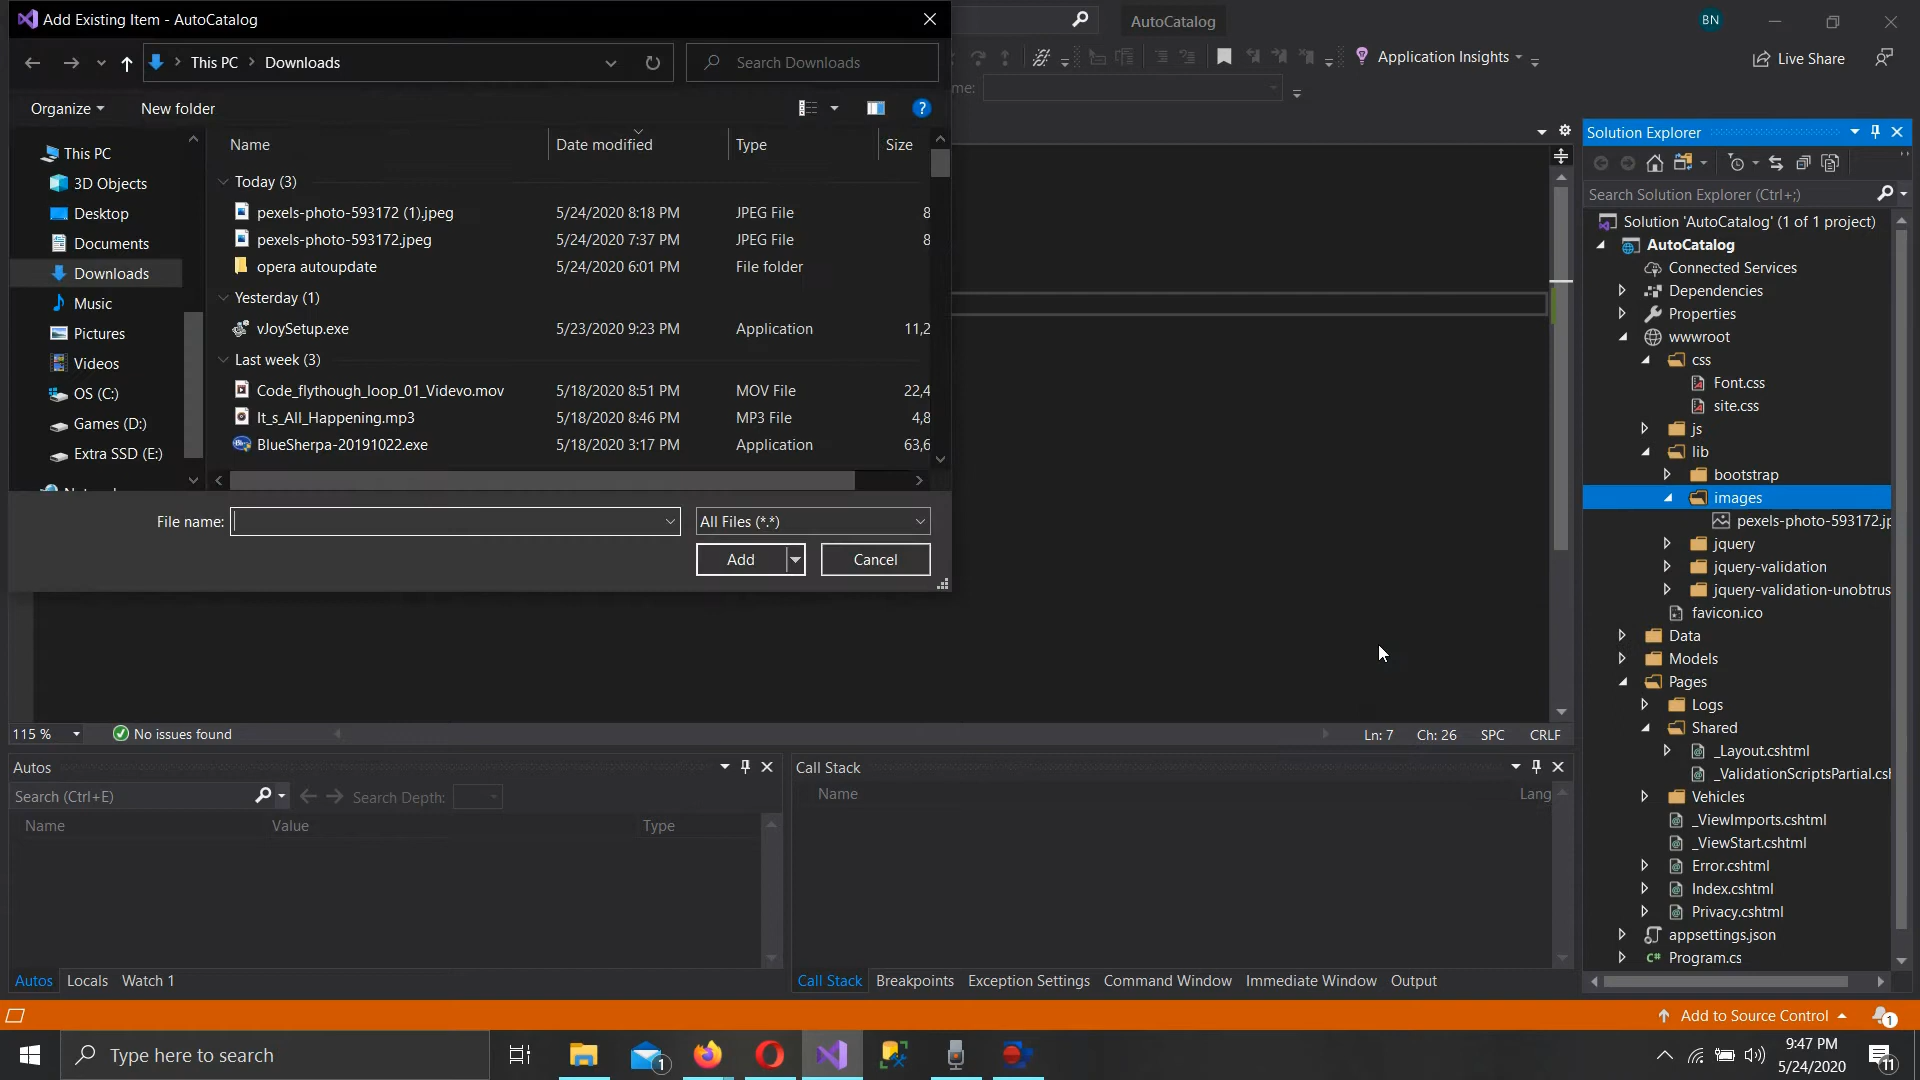 Add Existing Item - AutoCatalog
AutoCatalog
BN
This PC
Downloads
Search Downloads
Application Insights
Live Share
Organize
New folder
Name
Date modified
Type
Size
This PC
3D Objects
Desktop
Documents
Downloads
Music
Pictures
Videos
OS (C:)
Games (D:)
Extra SSD (E:)
Today (3)
pexels-photo-593172 (1).jpeg 5/24/2020 8:18 PM JPEG File 8
pexels-photo-593172.jpeg 5/24/2020 7:37 PM JPEG File 8
opera autoupdate 5/24/2020 6:01 PM File folder
Yesterday (1)
vJoySetup.exe 5/23/2020 9:23 PM Application 11,2
Last week (3)
Code_flythough_loop_01_Videvo.mov 5/18/2020 8:51 PM MOV File 22,4
It_s_All_Happening.mp3 5/18/2020 8:46 PM MP3 File 4,8
BlueSherpa-20191022.exe 5/18/2020 3:17 PM Application 63,6
File name:
All Files (*.*)
Add
Cancel
Solution Explorer
Search Solution Explorer (Ctrl+;)
Solution 'AutoCatalog' (1 of 1 project)
AutoCatalog
Connected Services
Dependencies
Properties
wwwroot
css
Font.css
site.css
js
lib
bootstrap
images
pexels-photo-593172.jp
jquery
jquery-validation
jquery-validation-unobtrus
favicon.ico
Data
Models
Pages
Logs
Shared
_Layout.cshtml
_ValidationScriptsPartial.csh
Vehicles
_ViewImports.cshtml
_ViewStart.cshtml
Error.cshtml
Index.cshtml
Privacy.cshtml
appsettings.json
Program.cs
115 %
No issues found
Ln: 7 Ch: 26 SPC CRLF
Autos
Search (Ctrl+E)
Search Depth:
Name Value Type
Autos Locals Watch 1
Call Stack
Name Lang
Call Stack Breakpoints Exception Settings Command Window Immediate Window Output
Add to Source Control
1
Type here to search
1
9:47 PM
5/24/2020
11